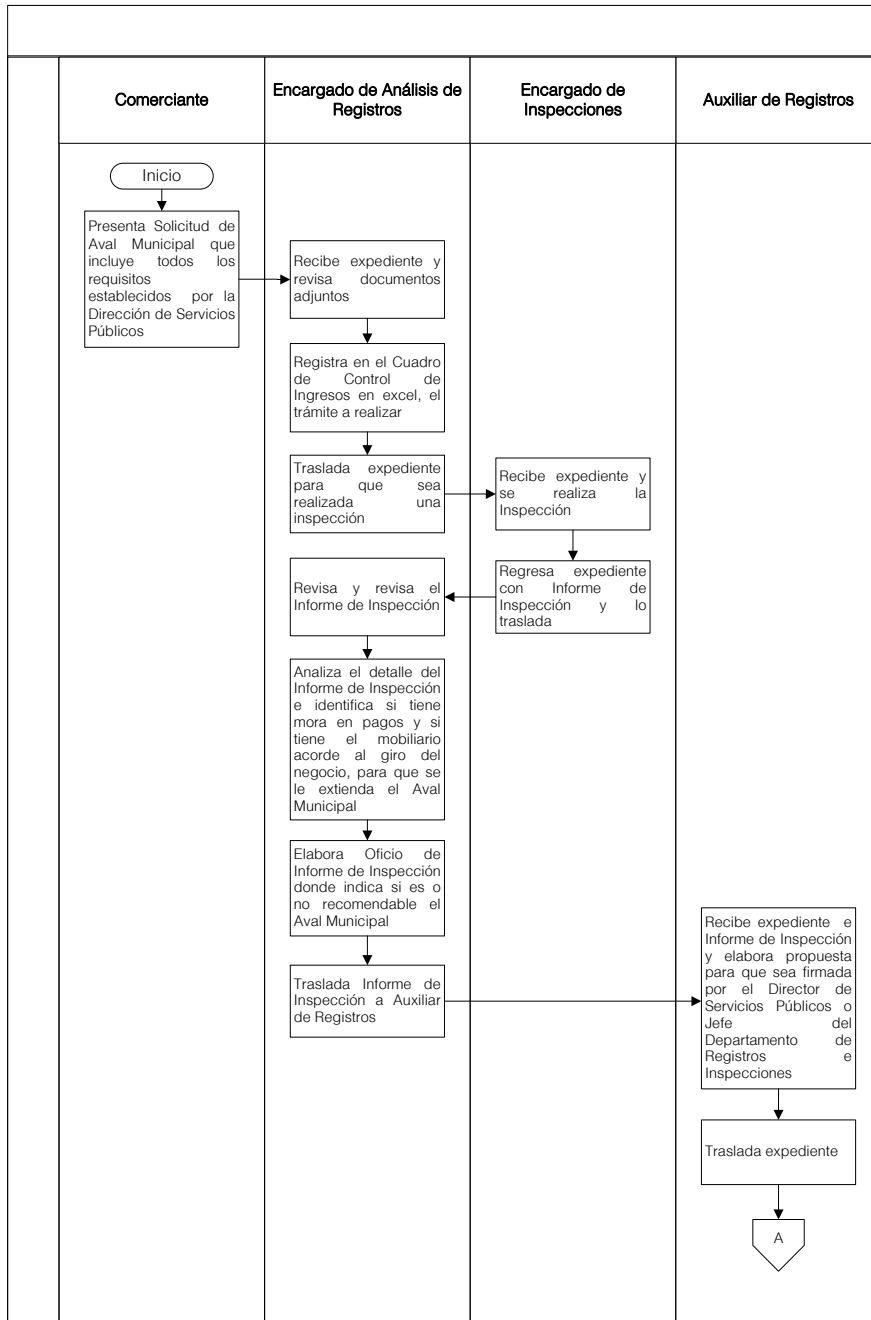 Comerciante
Encargado de Análisis de
Registros
Encargado de
Inspecciones
Auxiliar de Registros
Inicio
Presenta Solicitud de
Aval Municipal que
incluye todos los
requisitos
establecidos por la
Dirección de Servicios
Públicos
Recibe expediente y
revisa documentos
adjuntos
Registra en el Cuadro
de Control de
Ingresos en excel, el
trámite a realizar
Traslada expediente
para que sea
realizada una
inspección
Recibe expediente y
se realiza la
Inspección
Regresa expediente
con Informe de
Inspección y lo
traslada
Revisa y revisa el
Informe de Inspección
Analiza el detalle del
Informe de Inspección
e identifica si tiene
mora en pagos y si
tiene el mobiliario
acorde al giro del
negocio, para que se
le extienda el Aval
Municipal
Elabora Oficio de
Informe de Inspección
donde indica si es o
no recomendable el
Aval Municipal
Traslada Informe de
Inspección a Auxiliar
de Registros
Recibe expediente e
Informe de Inspección
y elabora propuesta
para que sea firmada
por el Director de
Servicios Públicos o
Jefe del
Departamento de
Registros e
Inspecciones
Traslada expediente
A